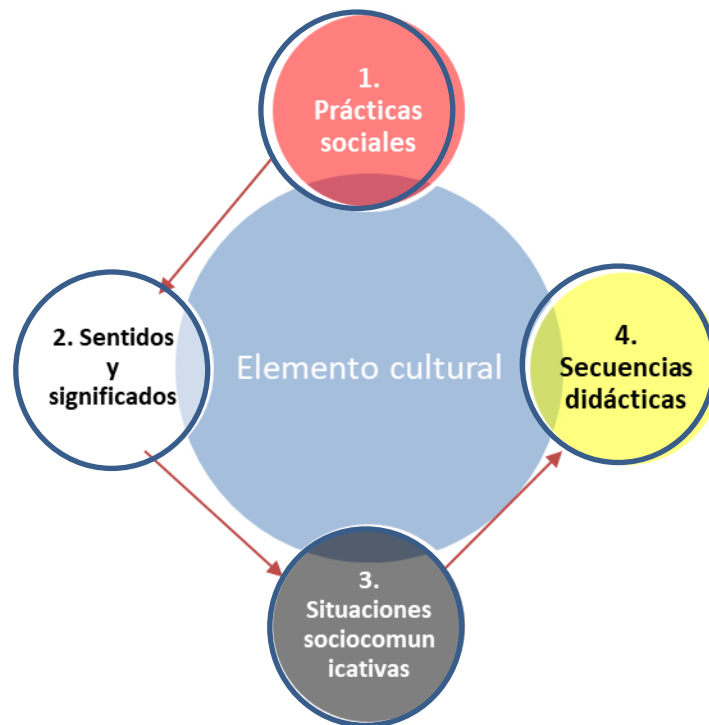 1.
Prácticas
sociales
2. Sentidos
y
significados
Elemento cultural
4.
Secuencias
didácticas
3.
Situaciones
sociocomun
icativas